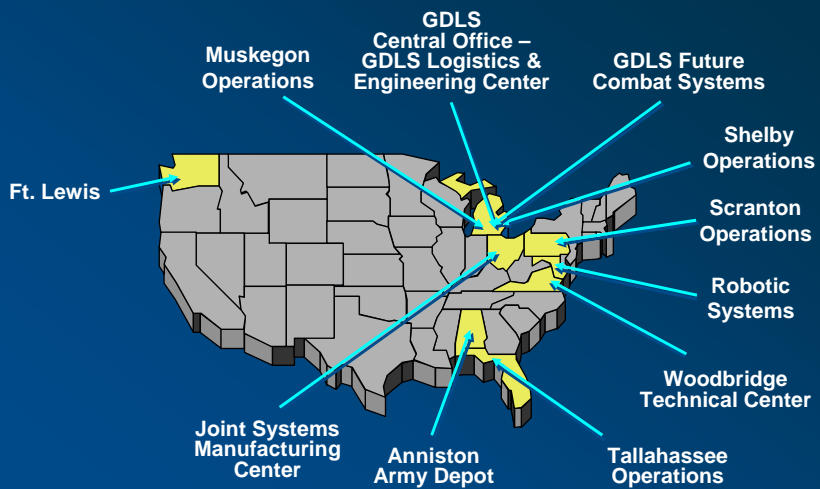 GDLS
Central Office –
GDLS Logistics &
Engineering Center
Muskegon
Operations
GDLS Future
Combat Systems
Shelby
Operations
Ft. Lewis
Scranton
Operations
Robotic
Systems
Woodbridge
Technical Center
Joint Systems
Manufacturing
Center
Anniston
Army Depot
Tallahassee
Operations